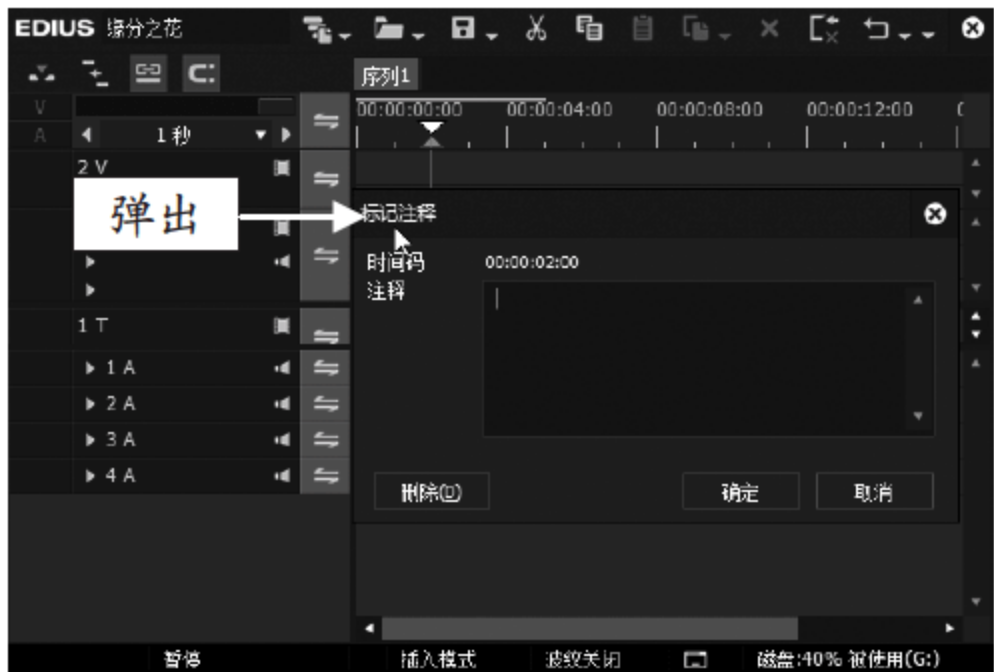 EDIUS 缘分之花
序列1
V
A
1 秒
00:00:00:00 00:00:04:00 00:00:08:00 00:00:12:00
2 V
弹出
标记注释
时间码 00:00:02:00
注释
1 T
1 A
2 A
3 A
4 A
删除(D) 确定 取消
暂停 插入模式 波纹关闭 磁盘:40% 被使用(G:)